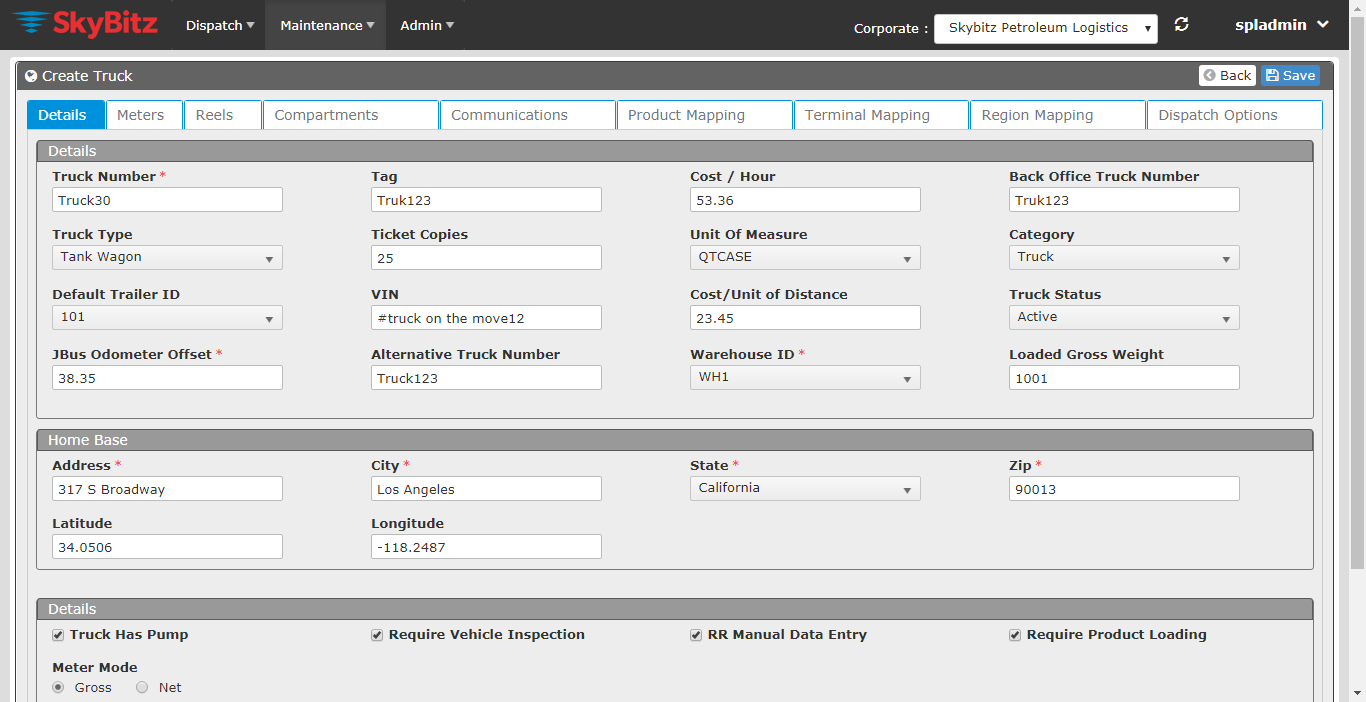 SkyBitz Dispatch Maintenance Admin Corporate : Skybitz Petroleum Logistics spladmin
Create Truck Back Save
Details Meters Reels Compartments Communications Product Mapping Terminal Mapping Region Mapping Dispatch Options
Details
Truck Number * Tag Cost / Hour Back Office Truck Number
Truck30 Truk123 53.36 Truk123
Truck Type Ticket Copies Unit Of Measure Category
Tank Wagon 25 QTCASE Truck
Default Trailer ID VIN Cost/Unit of Distance Truck Status
101 #truck on the move12 23.45 Active
JBus Odometer Offset * Alternative Truck Number Warehouse ID * Loaded Gross Weight
38.35 Truck123 WH1 1001
Home Base
Address * City * State * Zip *
317 S Broadway Los Angeles California 90013
Latitude Longitude
34.0506 -118.2487
Details
Truck Has Pump Require Vehicle Inspection RR Manual Data Entry Require Product Loading
Meter Mode
Gross Net